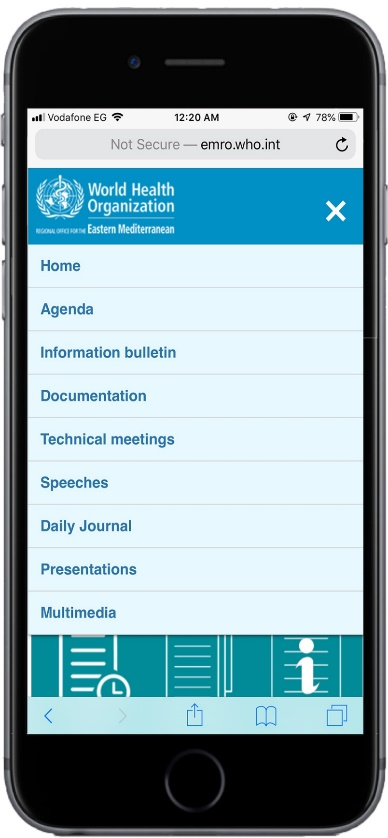 Vodafone EG
12:20 AM
78%
Not Secure — emro.who.int
World Health
Organization
REGIONAL OFFICE FOR THE Eastern Mediterranean
Home
Agenda
Information bulletin
Documentation
Technical meetings
Speeches
Daily Journal
Presentations
Multimedia